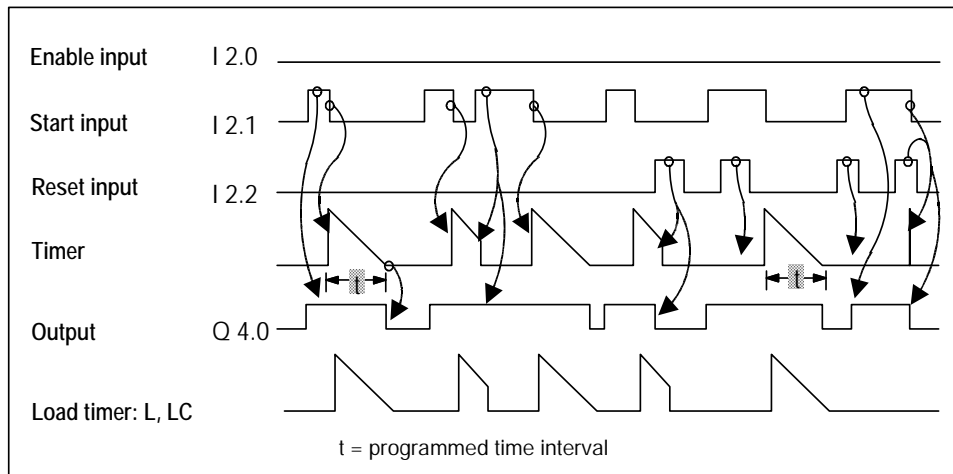 Enable input I 2.0
Start input I 2.1
Reset input I 2.2
Timer
t t
Output Q 4.0
Load timer: L, LC
t = programmed time interval